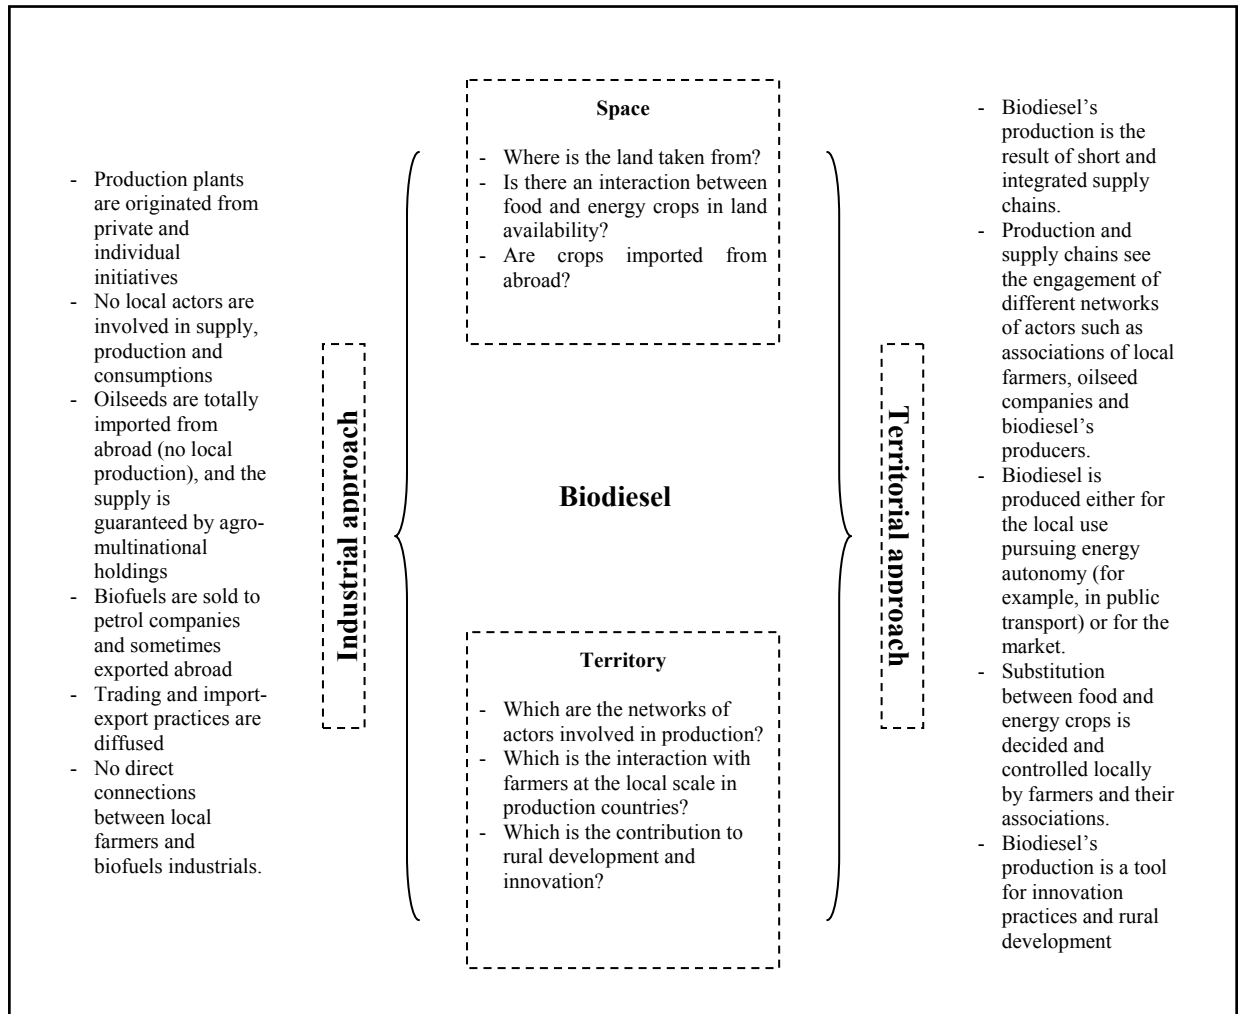 - Production plants
are originated from
private and
individual
initiatives
- No local actors are
involved in supply,
production and
consumptions
- Oilseeds are totally
imported from
abroad (no local
production), and the
supply is
guaranteed by agro-
multinational
holdings
- Biofuels are sold to
petrol companies
and sometimes
exported abroad
- Trading and import-
export practices are
diffused
- No direct
connections
between local
farmers and
biofuels industrials.
Industrial approach
Space
- Where is the land taken from?
- Is there an interaction between
food and energy crops in land
availability?
- Are crops imported from
abroad?
Biodiesel
Territory
- Which are the networks of
actors involved in production?
- Which is the interaction with
farmers at the local scale in
production countries?
- Which is the contribution to
rural development and
innovation?
Territorial approach
- Biodiesel’s
production is the
result of short and
integrated supply
chains.
- Production and
supply chains see
the engagement of
different networks
of actors such as
associations of local
farmers, oilseed
companies and
biodiesel’s
producers.
- Biodiesel is
produced either for
the local use
pursuing energy
autonomy (for
example, in public
transport) or for the
market.
- Substitution
between food and
energy crops is
decided and
controlled locally
by farmers and their
associations.
- Biodiesel’s
production is a tool
for innovation
practices and rural
development